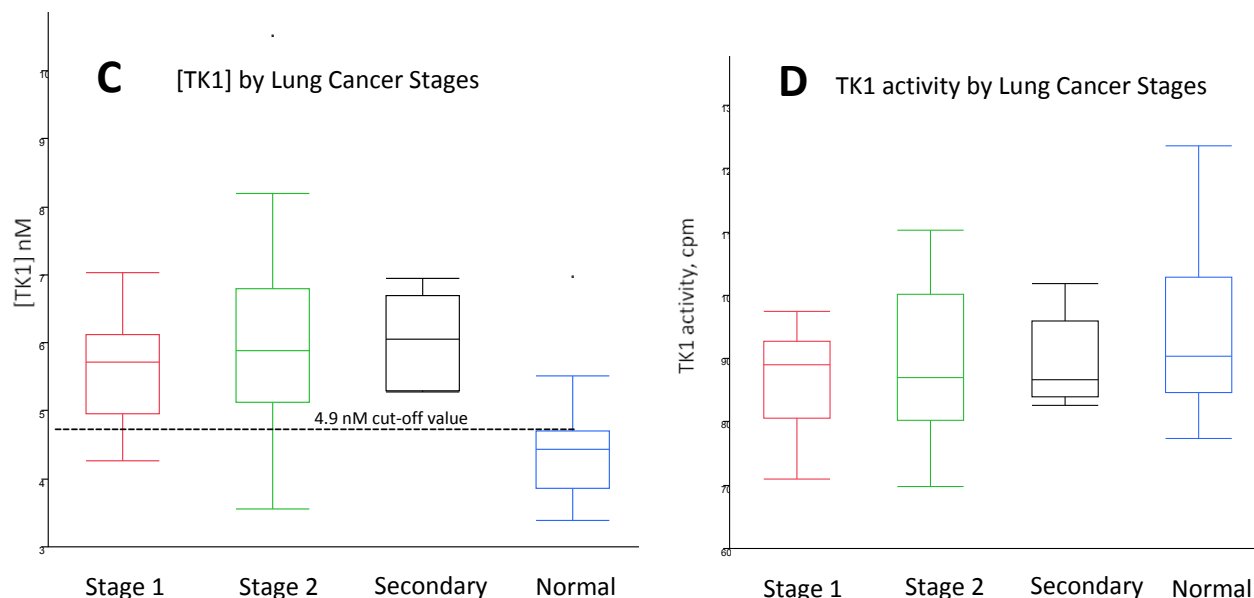 C
[TK1] by Lung Cancer Stages
10
9
8
7
6
5
4
3
[TK1] nM
4.9 nM cut-off value
Stage 1
Stage 2
Secondary
Normal
D
TK1 activity by Lung Cancer Stages
90
80
70
60
TK1 activity, cpm
Stage 1
Stage 2
Secondary
Normal